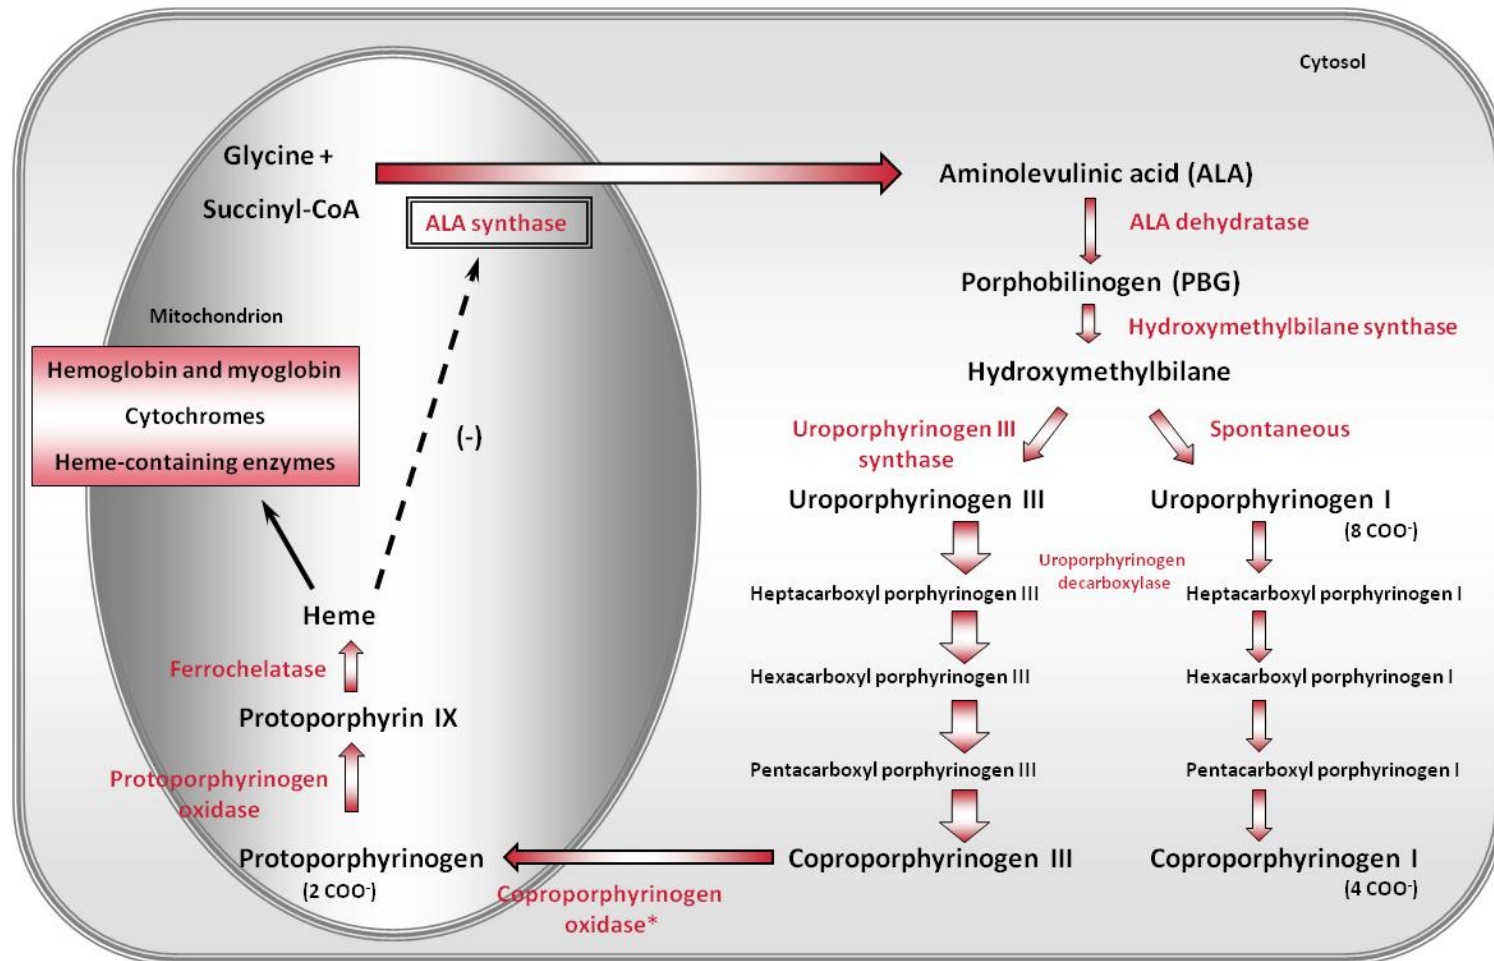 Cytosol
Glycine +
Succinyl-CoA
ALA synthase
Aminolevulinic acid (ALA)
ALA dehydratase
Porphobilinogen (PBG)
Hydroxymethylbilane synthase
Hydroxymethylbilane
Uroporphyrinogen III
synthase
Spontaneous
Uroporphyrinogen III
Uroporphyrinogen I
(8 COO⁻)
Uroporphyrinogen
decarboxylase
Heptacarboxyl porphyrinogen III
Heptacarboxyl porphyrinogen I
Hexacarboxyl porphyrinogen III
Hexacarboxyl porphyrinogen I
Pentacarboxyl porphyrinogen III
Pentacarboxyl porphyrinogen I
Coproporphyrinogen III
Coproporphyrinogen I
(4 COO⁻)
Coproporphyrinogen
oxidase*
Protoporphyrinogen
(2 COO⁻)
Protoporphyrinogen
oxidase
Protoporphyrin IX
Ferrochelatase
Heme
(-)
Mitochondrion
Hemoglobin and myoglobin
Cytochromes
Heme-containing enzymes